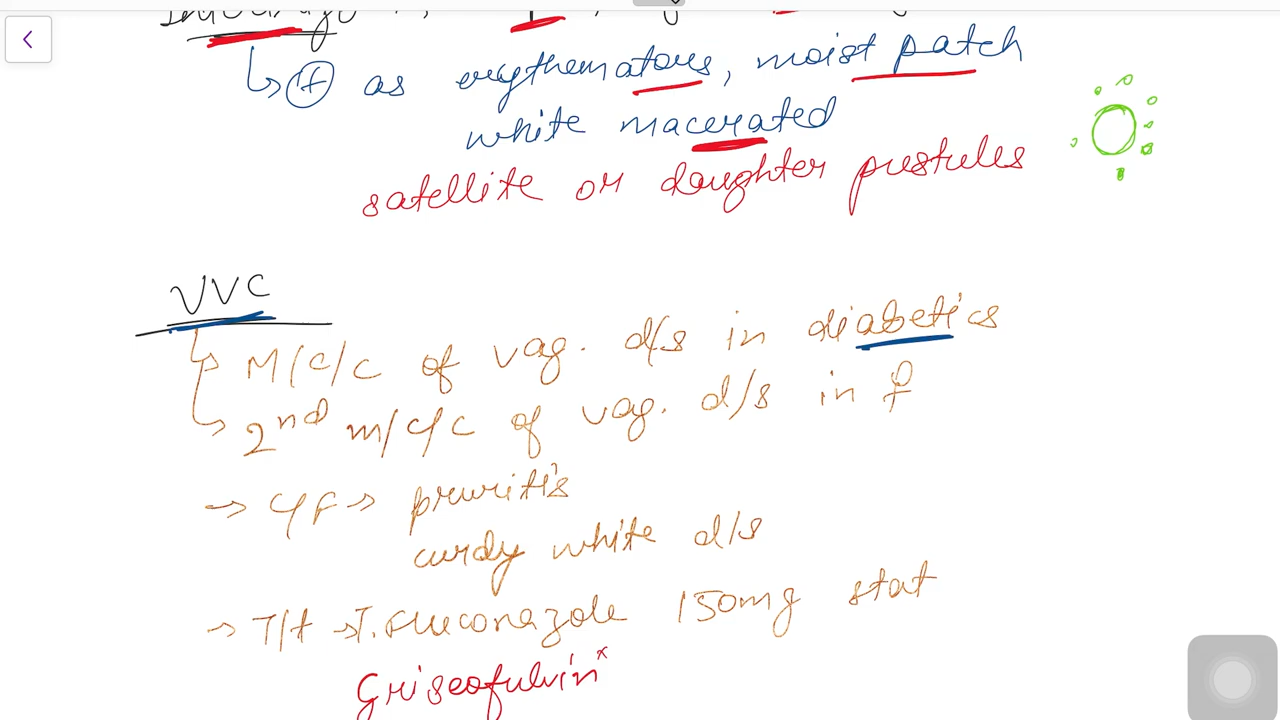 ↳ (+) as erythematous, moist patch
white macerated
satellite or daughter pustules
VVC
↳ M/C/C of vag. d/s in diabetics
↳ 2nd m/c/c of vag. d/s in f
→ C/F → pruritis
curdy white d/s
→ T/t → T. Fluconazole 150mg stat
Griseofulvin x